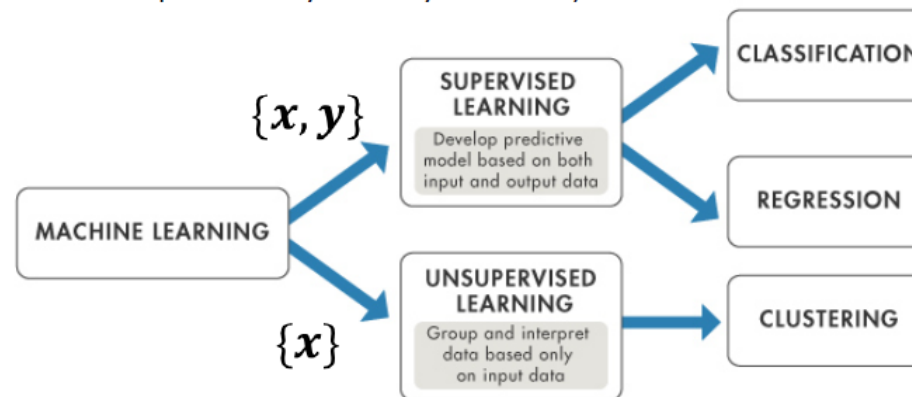 CLASSIFICATION
SUPERVISED
LEARNING
{x, y}
Develop predictive
model based on both
input and output data
REGRESSION
MACHINE LEARNING
UNSUPERVISED
LEARNING
CLUSTERING
{x}
Group and interpret
data based only
on input data